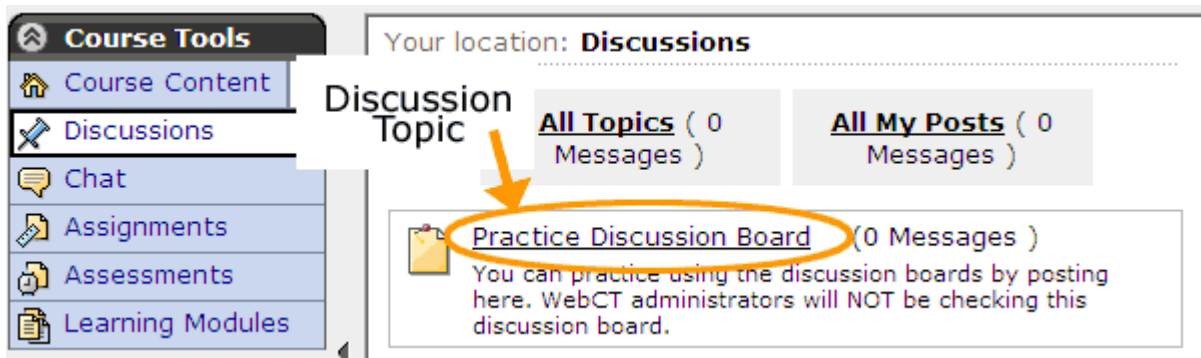 Course Tools
Course Content
Discussions
Chat
Assignments
Assessments
Learning Modules
Your location: Discussions
Discussion
Topic
All Topics ( 0
Messages )
All My Posts ( 0
Messages )
Practice Discussion Board (0 Messages )
You can practice using the discussion boards by posting
here. WebCT administrators will NOT be checking this
discussion board.